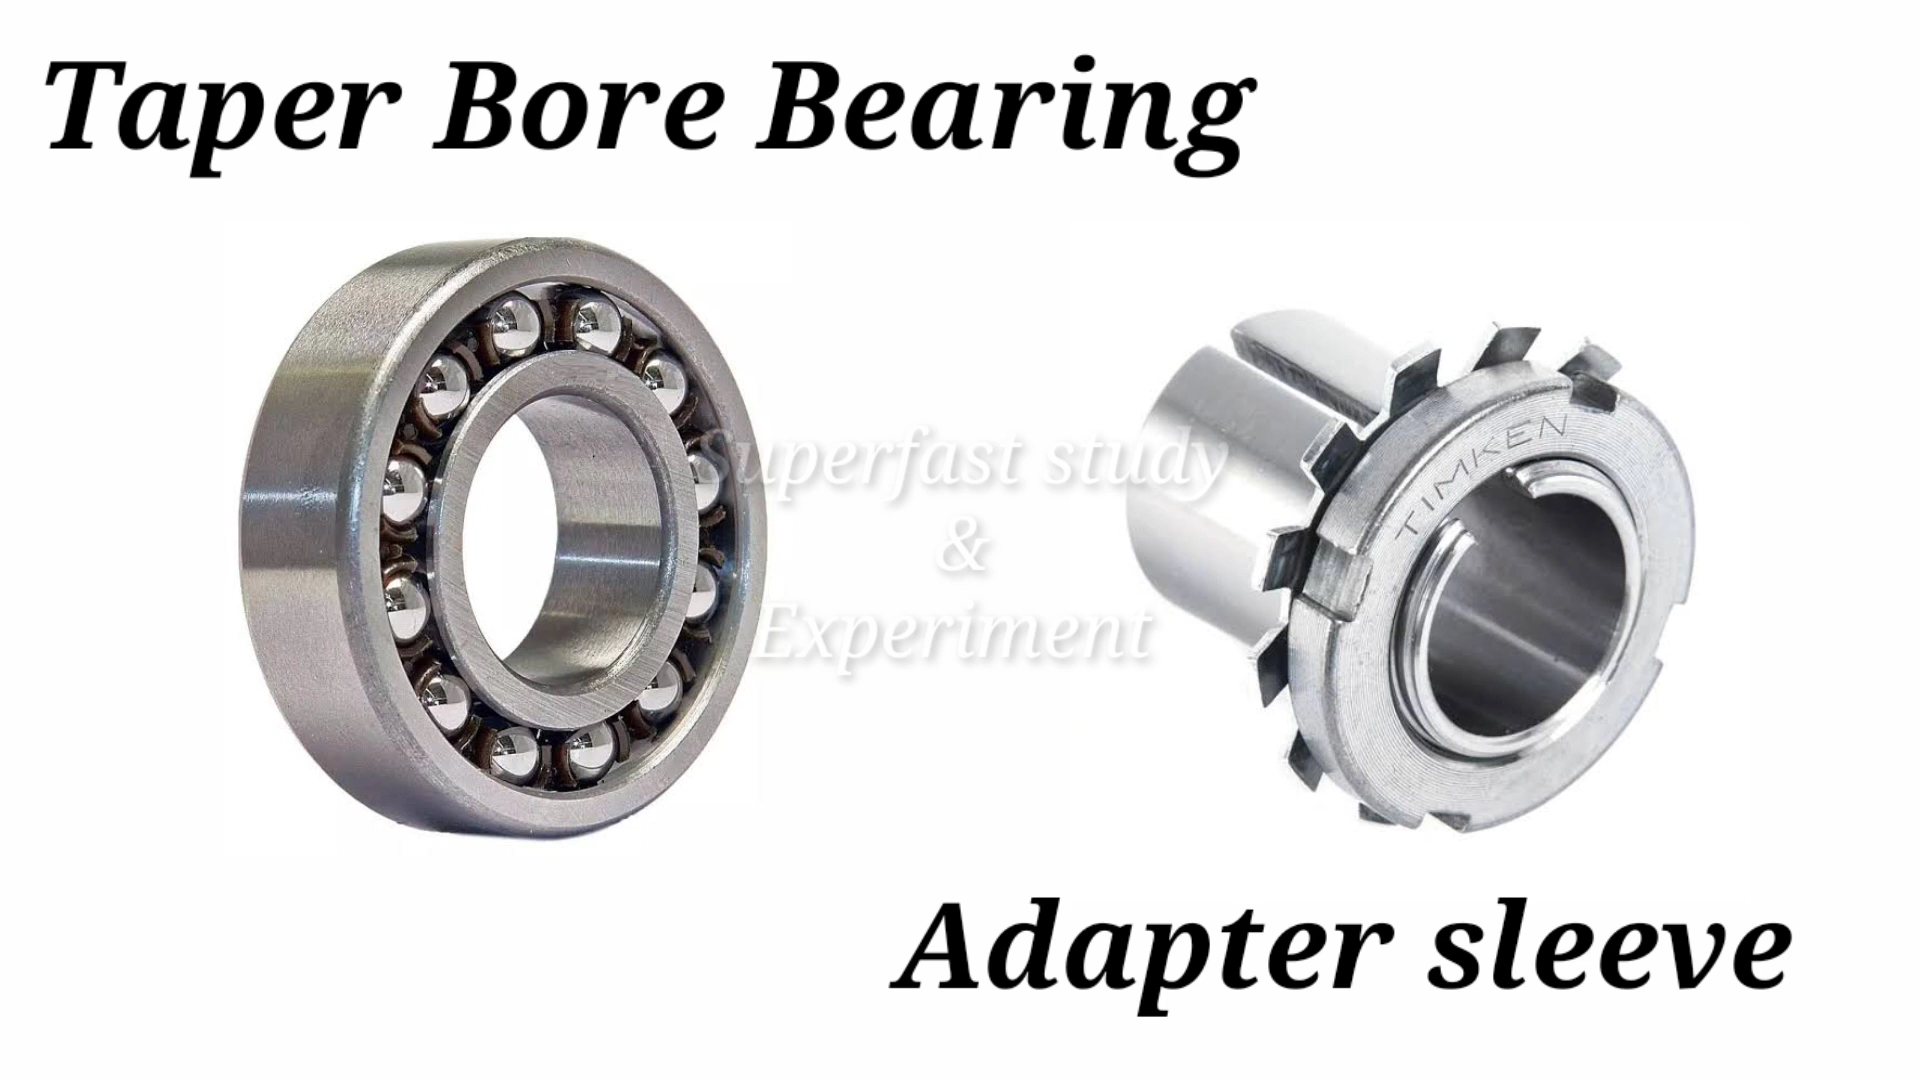 Taper Bore Bearing
Superfast study
&
Experiment
TIMKEN
Adapter sleeve